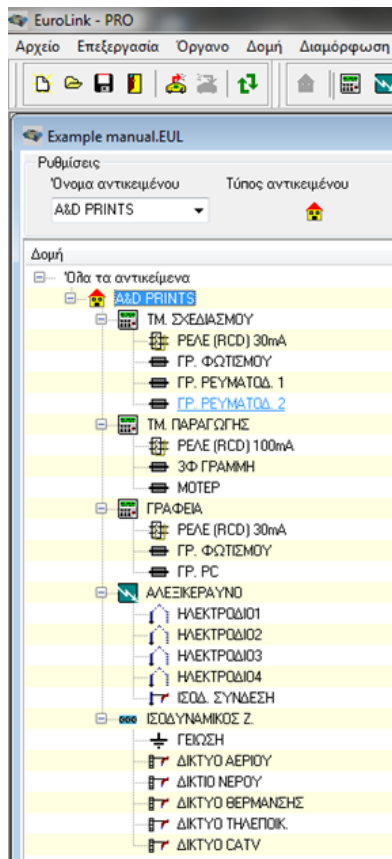 EuroLink - PRO
Αρχείο Επεξεργασία Όργανο Δομή Διαμόρφωση
Example manual.EUL
Ρυθμίσεις
Όνομα αντικειμένου Τύπος αντικειμένου
A&D PRINTS
Δομή
Όλα τα αντικείμενα
A&D PRINTS
ΤΜ. ΣΧΕΔΙΑΣΜΟΥ
ΡΕΛΕ (RCD) 30mA
ΓΡ. ΦΩΤΙΣΜΟΥ
ΓΡ. ΡΕΥΜΑΤΟΔ. 1
ΓΡ. ΡΕΥΜΑΤΟΔ. 2
ΤΜ. ΠΑΡΑΓΩΓΗΣ
ΡΕΛΕ (RCD) 100mA
3Φ ΓΡΑΜΜΗ
ΜΟΤΕΡ
ΓΡΑΦΕΙΑ
ΡΕΛΕ (RCD) 30mA
ΓΡ. ΦΩΤΙΣΜΟΥ
ΓΡ. PC
ΑΛΕΞΙΚΕΡΑΥΝΟ
ΗΛΕΚΤΡΟΔΙΟ1
ΗΛΕΚΤΡΟΔΙΟ2
ΗΛΕΚΤΡΟΔΙΟ3
ΗΛΕΚΤΡΟΔΙΟ4
ΙΣΟΔ. ΣΥΝΔΕΣΗ
ΙΣΟΔΥΝΑΜΙΚΟΣ Ζ.
ΓΕΙΩΣΗ
ΔΙΚΤΥΟ ΑΕΡΙΟΥ
ΔΙΚΤΙΟ ΝΕΡΟΥ
ΔΙΚΤΥΟ ΘΕΡΜΑΝΣΗΣ
ΔΙΚΤΥΟ ΤΗΛΕΠΟΙΚ.
ΔΙΚΤΥΟ CATV